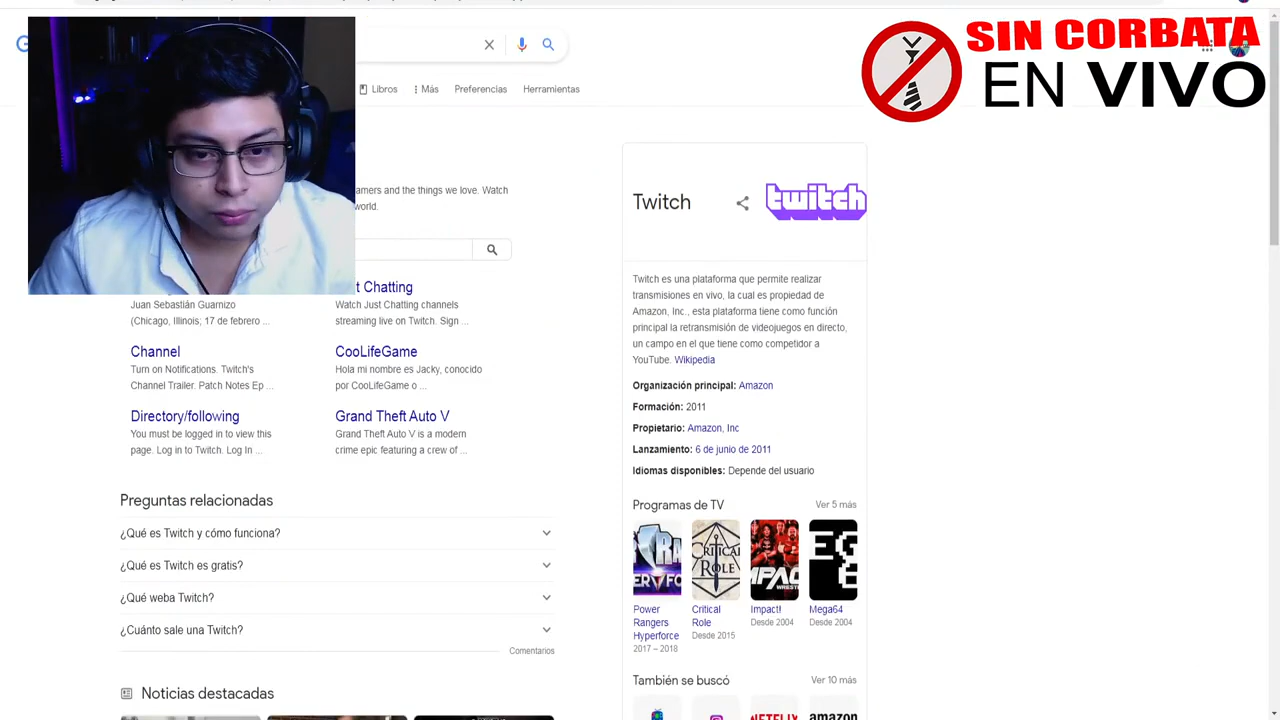 SIN CORBATA
EN VIVO
Libros
Más
Preferencias
Herramientas
amers and the things we love. Watch
world.
t Chatting
Juan Sebastián Guarnizo
(Chicago, Illinois; 17 de febrero ...
Watch Just Chatting channels
streaming live on Twitch. Sign ...
Channel
Turn on Notifications. Twitch's
Channel Trailer. Patch Notes Ep ...
CooLifeGame
Hola mi nombre es Jacky, conocido
por CooLifeGame o ...
Directory/following
You must be logged in to view this
page. Log in to Twitch. Log In ...
Grand Theft Auto V
Grand Theft Auto V is a modern
crime epic featuring a crew of ...
Preguntas relacionadas
¿Qué es Twitch y cómo funciona?
¿Qué es Twitch es gratis?
¿Qué weba Twitch?
¿Cuánto sale una Twitch?
Comentarios
Noticias destacadas
Twitch
twitch
Twitch es una plataforma que permite realizar
transmisiones en vivo, la cual es propiedad de
Amazon, Inc., esta plataforma tiene como función
principal la retransmisión de videojuegos en directo,
un campo en el que tiene como competidor a
YouTube. Wikipedia
Organización principal: Amazon
Formación: 2011
Propietario: Amazon, Inc
Lanzamiento: 6 de junio de 2011
Idiomas disponibles: Depende del usuario
Programas de TV
Ver 5 más
CRITICAL
ROLE
Power
Rangers
Hyperforce
2017 – 2018
Critical
Role
Desde 2015
Impact!
Desde 2004
Mega64
Desde 2004
También se buscó
Ver 10 más
NETFLIX
amazon